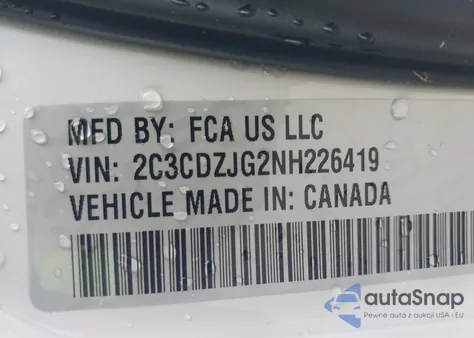 MFD BY: FCA US LLC
VIN: 2C3CDZJG2NH226419
VEHICLE MADE IN: CANADA
autoSnap
Pewne auta z aukcji USA i EU